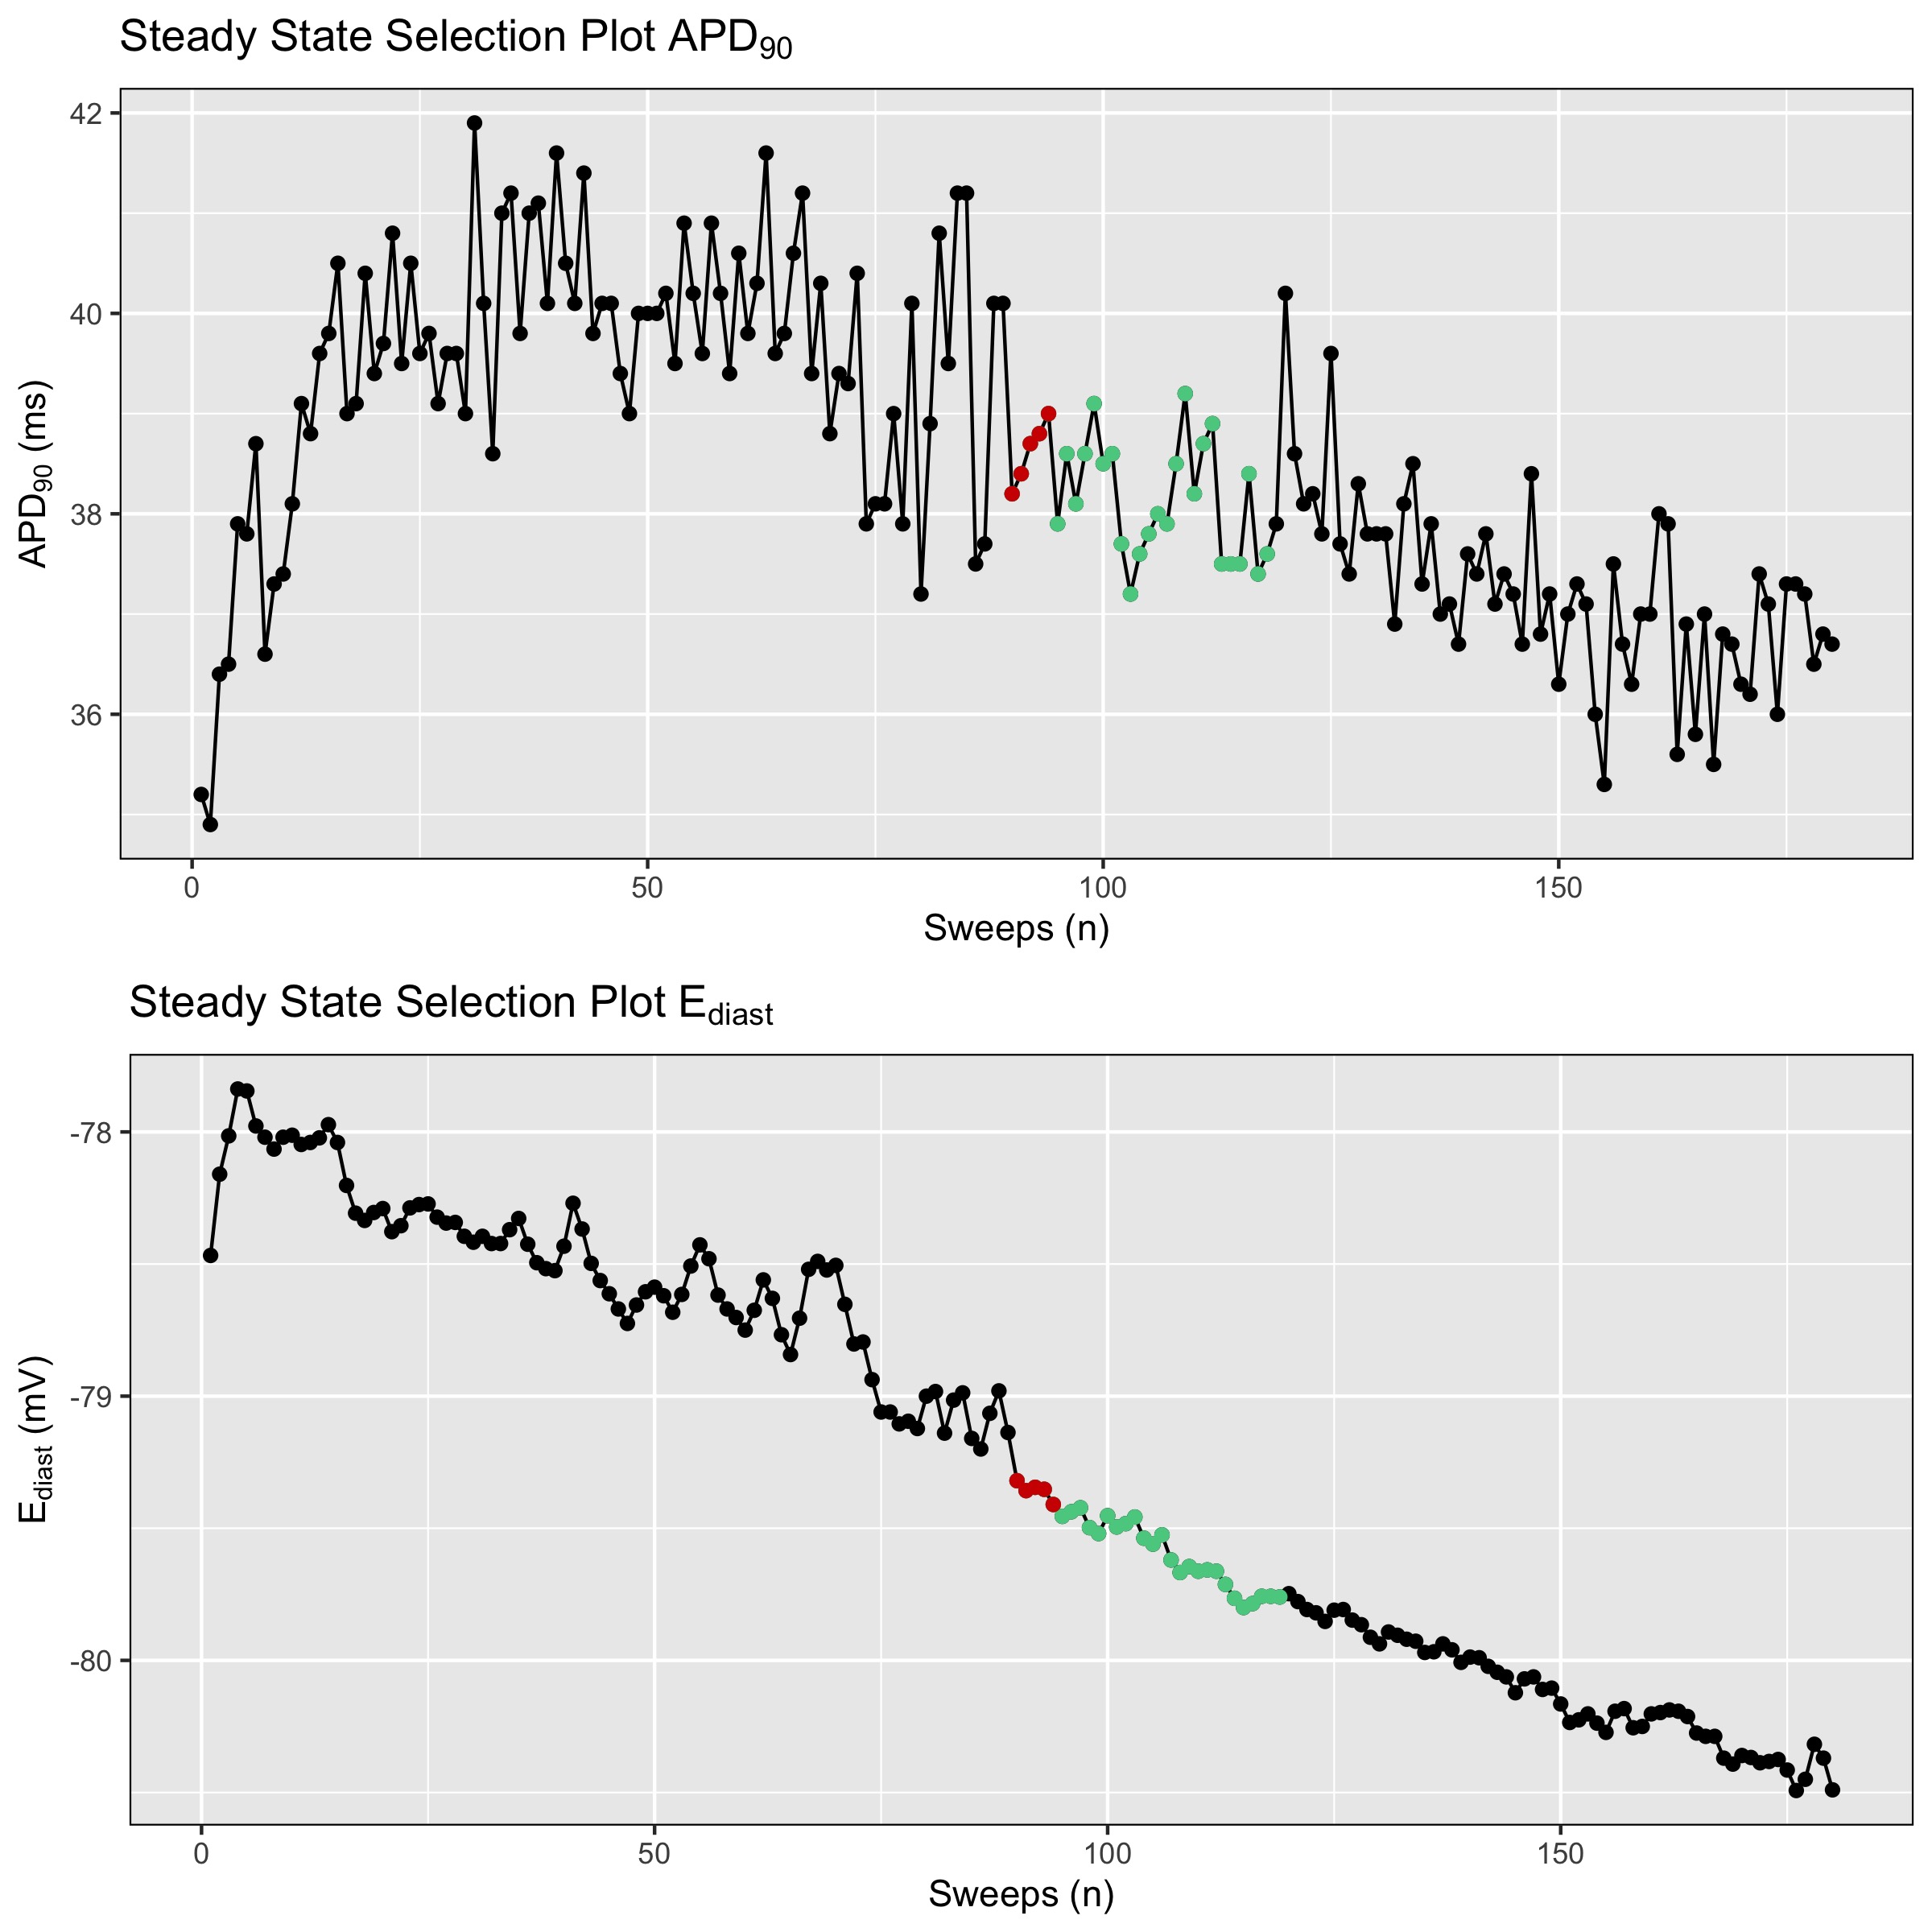 Steady State Selection Plot APD90
42
40
38
36
APD90 (ms)
0 50 100 150
Sweeps (n)
Steady State Selection Plot Ediast
-78
-79
-80
Ediast (mV)
0 50 100 150
Sweeps (n)